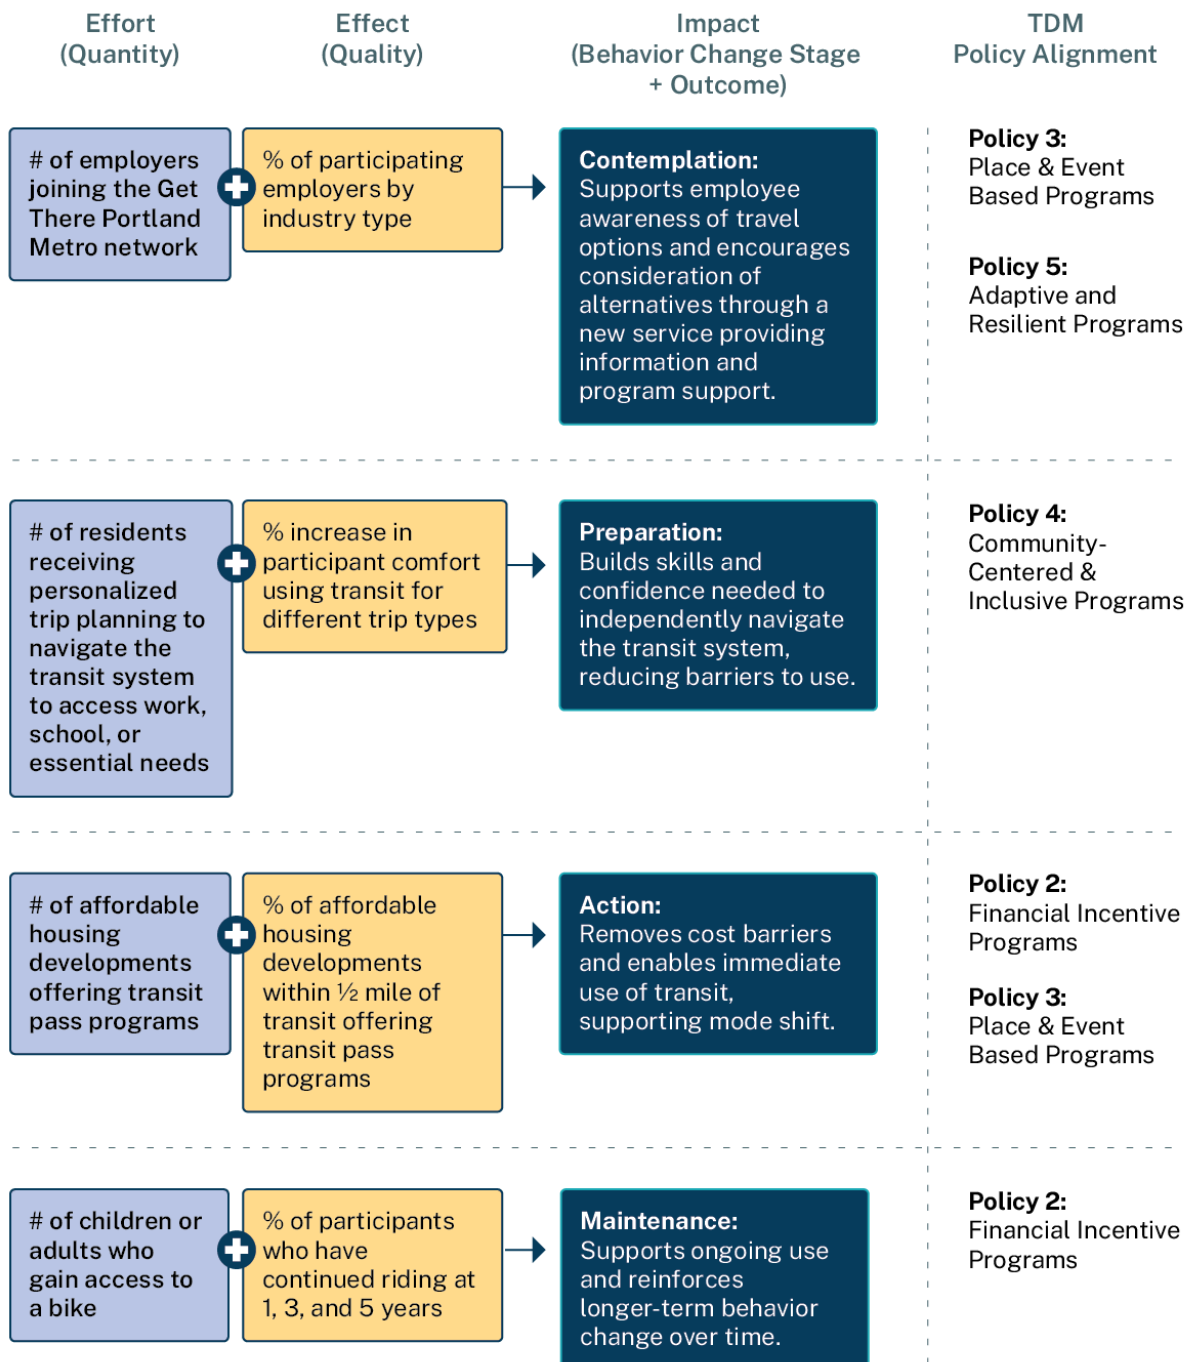 Effort
(Quantity)
Effect
(Quality)
Impact
(Behavior Change Stage
+ Outcome)
TDM
Policy Alignment
# of employers
joining the Get
There Portland
Metro network
% of participating
employers by
industry type
Contemplation:
Supports employee
awareness of travel
options and encourages
consideration of
alternatives through a
new service providing
information and
program support.
Policy 3:
Place & Event
Based Programs
Policy 5:
Adaptive and
Resilient Programs
# of residents
receiving
personalized
trip planning to
navigate the
transit system
to access work,
school, or
essential needs
% increase in
participant comfort
using transit for
different trip types
Preparation:
Builds skills and
confidence needed to
independently navigate
the transit system,
reducing barriers to use.
Policy 4:
Community-
Centered &
Inclusive Programs
# of affordable
housing
developments
offering transit
pass programs
% of affordable
housing
developments
within ½ mile of
transit offering
transit pass
programs
Action:
Removes cost barriers
and enables immediate
use of transit,
supporting mode shift.
Policy 2:
Financial Incentive
Programs
Policy 3:
Place & Event
Based Programs
# of children or
adults who
gain access to
a bike
% of participants
who have
continued riding at
1, 3, and 5 years
Maintenance:
Supports ongoing use
and reinforces
longer-term behavior
change over time.
Policy 2:
Financial Incentive
Programs